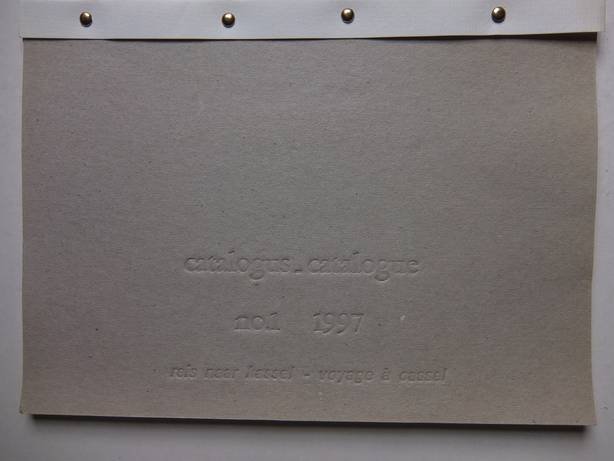 catalogus - catalogue
no.1 1997
reis naar kassel - voyage à cassel